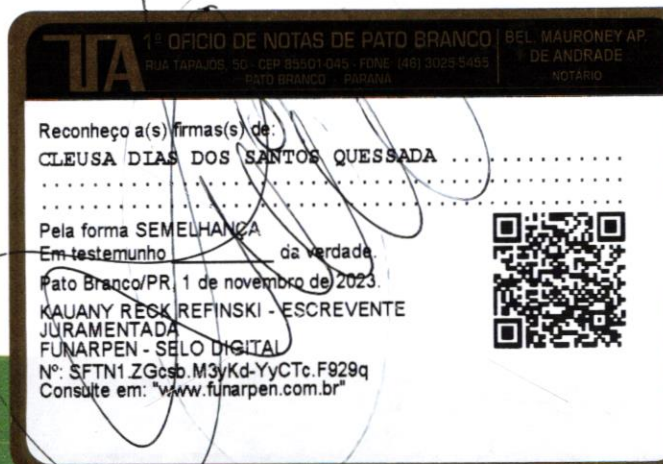 1º OFICIO DE NOTAS DE PATO BRANCO
RUA TAPAJOS, 50 - CEP 85501-045 - FONE (46) 3025-5455
PATO BRANCO - PARANÁ
BEL. MAURONEY AP.
DE ANDRADE
NOTÁRIO
Reconheço a(s) firmas(s) de:
CLEUSA DIAS DOS SANTOS QUESSADA ..................
..........................................................
..........................................................
Pela forma SEMELHANÇA
Em testemunho __________ da verdade.
Pato Branco/PR, 1 de novembro de 2023.
KAUANY RECK REFINSKI - ESCREVENTE
JURAMENTADA
FUNARPEN - SELO DIGITAL
Nº: SFTN1.ZGcsb.M3yKd-YyCTc.F929q
Consulte em: "www.funarpen.com.br"